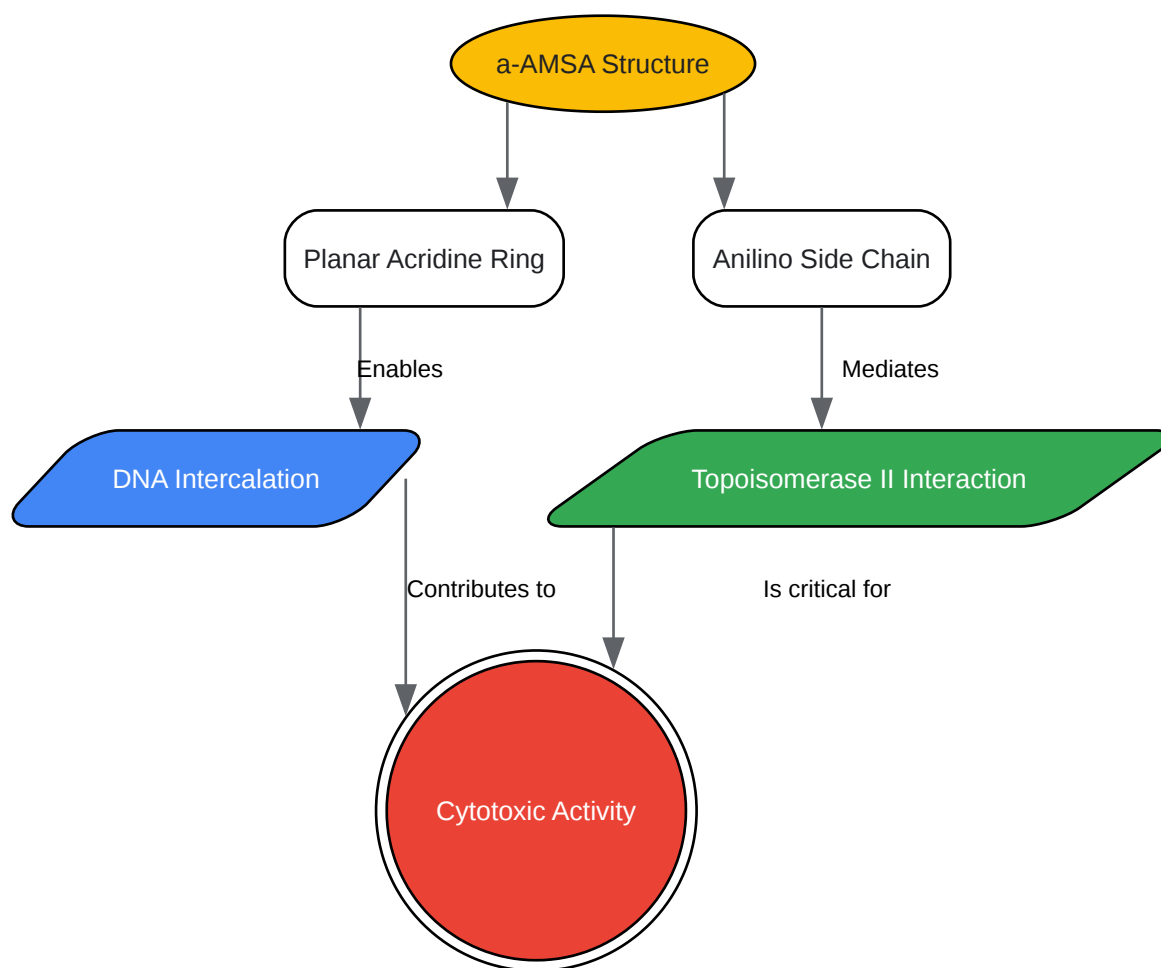 a-AMSA Structure
Planar Acridine Ring
Anilino Side Chain
Enables
Mediates
DNA Intercalation
Topoisomerase II Interaction
Contributes to
Is critical for
Cytotoxic Activity